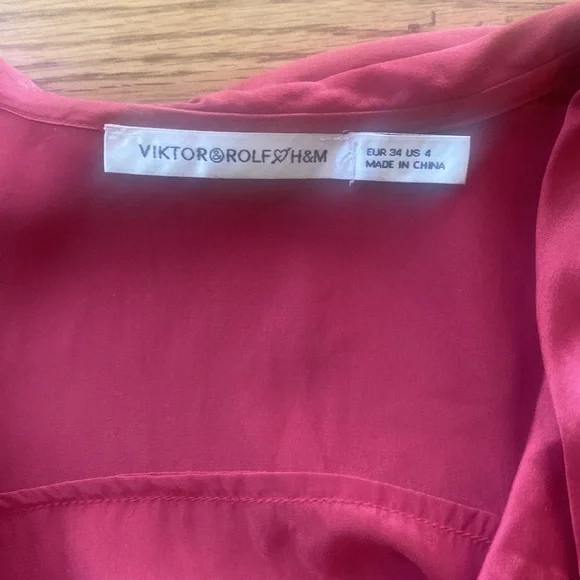 VIKTOR&ROLF♡H&M
EUR 34 US 4
MADE IN CHINA